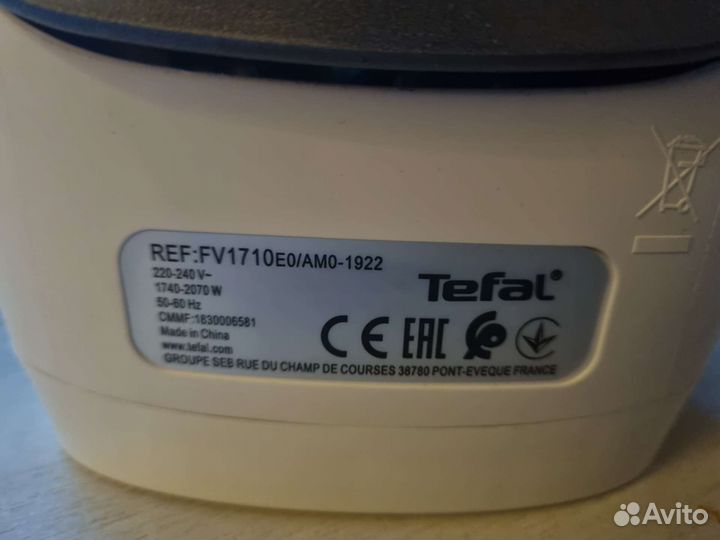 REF:FV1710E0/AM0-1922
220-240 V~
1740-2070 W
50-60 Hz
CMMF:1830006581
Made in China
www.tefal.com
GROUPE SEB RUE DU CHAMP DE COURSES 38780 PONT-EVEQUE FRANCE
Tefal®
CE EAC
Avito